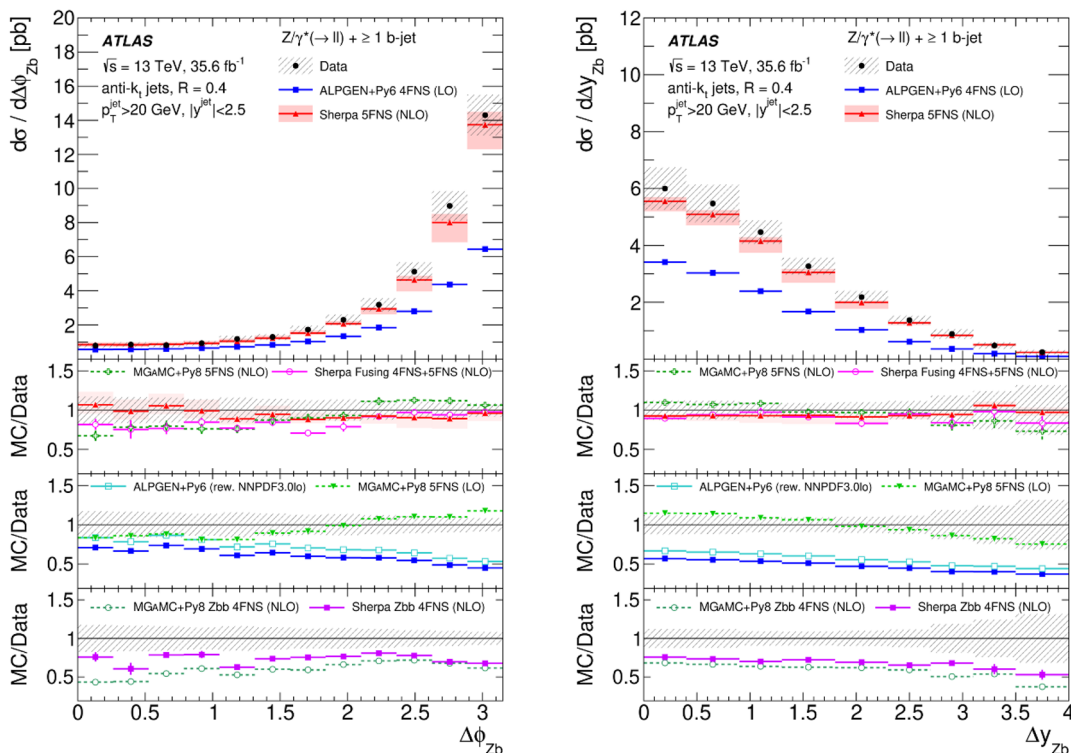 dσ / dΔϕ_Zb [pb]
20
18
16
14
12
10
8
6
4
2
ATLAS
Z/γ*(→ ll) + ≥ 1 b-jet
√s = 13 TeV, 35.6 fb⁻¹
anti-k_t jets, R = 0.4
p_T^jet >20 GeV, |y^jet|<2.5
Data
ALPGEN+Py6 4FNS (LO)
Sherpa 5FNS (NLO)
MC/Data
1.5
1
0.5
MGAMC+Py8 5FNS (NLO)
Sherpa Fusing 4FNS+5FNS (NLO)
MC/Data
1.5
1
0.5
ALPGEN+Py6 (rew. NNPDF3.0lo)
MGAMC+Py8 5FNS (LO)
MC/Data
1.5
1
0.5
MGAMC+Py8 Zbb 4FNS (NLO)
Sherpa Zbb 4FNS (NLO)
0 0.5 1 1.5 2 2.5 3
Δϕ_Zb
dσ / dΔy_Zb [pb]
12
10
8
6
4
2
ATLAS
Z/γ*(→ ll) + ≥ 1 b-jet
√s = 13 TeV, 35.6 fb⁻¹
anti-k_t jets, R = 0.4
p_T^jet >20 GeV, |y^jet|<2.5
Data
ALPGEN+Py6 4FNS (LO)
Sherpa 5FNS (NLO)
MC/Data
1.5
1
0.5
MGAMC+Py8 5FNS (NLO)
Sherpa Fusing 4FNS+5FNS (NLO)
MC/Data
1.5
1
0.5
ALPGEN+Py6 (rew. NNPDF3.0lo)
MGAMC+Py8 5FNS (LO)
MC/Data
1.5
1
0.5
MGAMC+Py8 Zbb 4FNS (NLO)
Sherpa Zbb 4FNS (NLO)
0 0.5 1 1.5 2 2.5 3 3.5 4
Δy_Zb